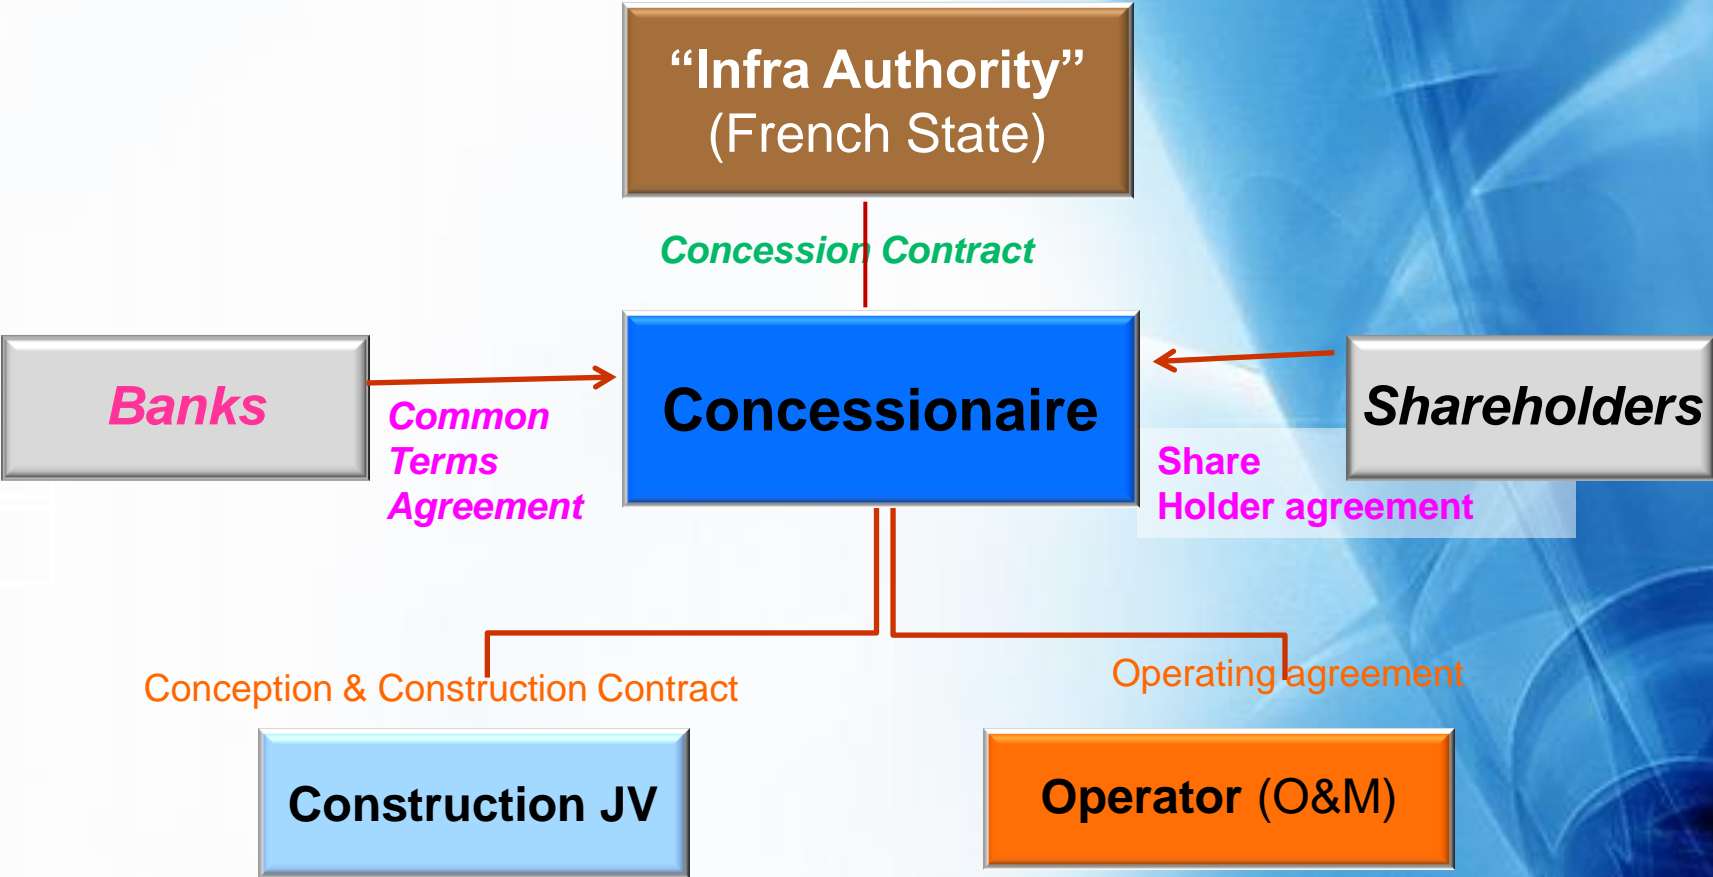 “Infra Authority”
(French State)
Concession Contract
Banks
Common
Terms
Agreement
Concessionaire
Shareholders
Share
Holder agreement
Conception & Construction Contract
Operating agreement
Construction JV
Operator (O&M)